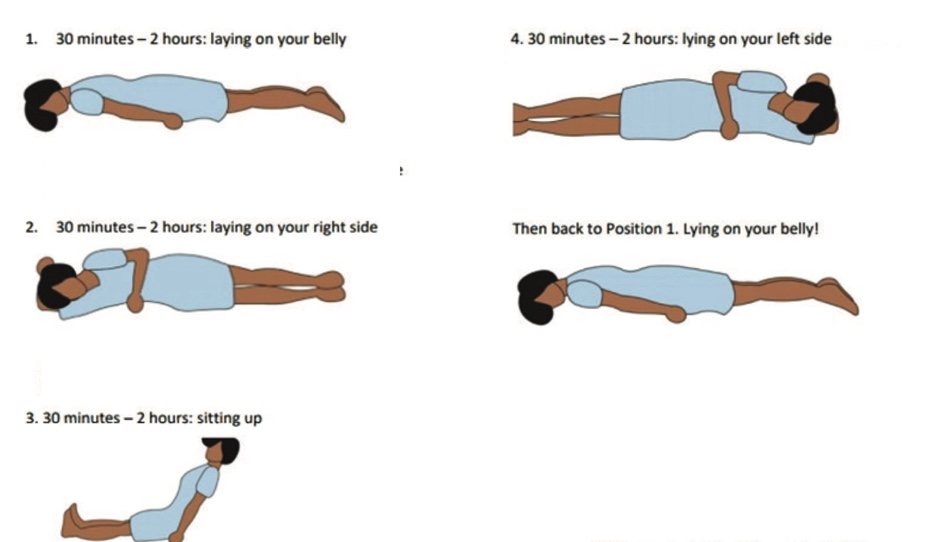 1. 30 minutes – 2 hours: laying on your belly
2. 30 minutes – 2 hours: laying on your right side
3. 30 minutes – 2 hours: sitting up
4. 30 minutes – 2 hours: lying on your left side
Then back to Position 1. Lying on your belly!